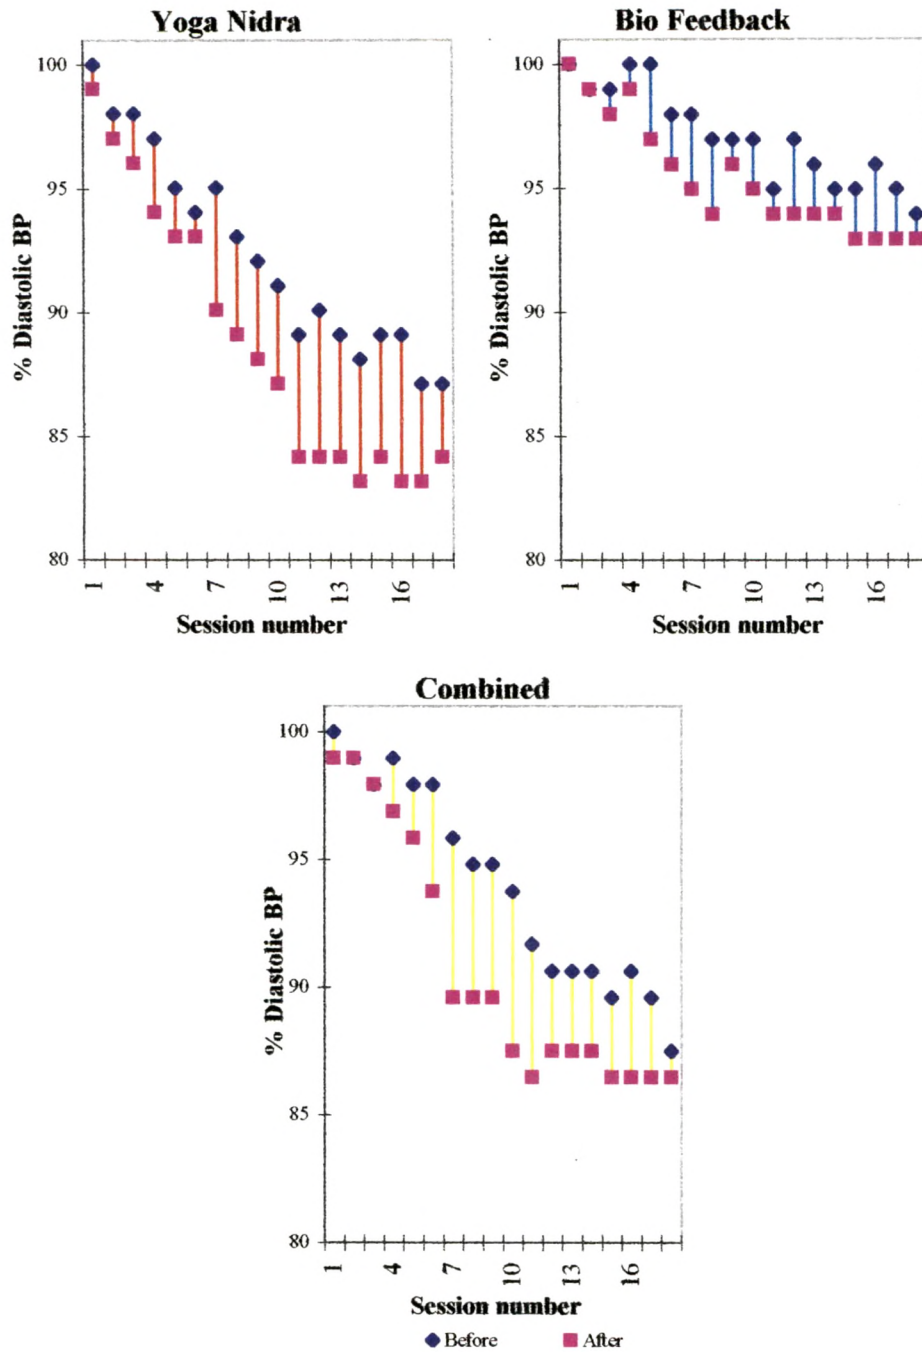 Yoga Nidra
100
95
90
85
80
% Diastolic BP
1 4 7 10 13 16
Session number
Bio Feedback
100
95
90
85
80
% Diastolic BP
1 4 7 10 13 16
Session number
Combined
100
95
90
85
80
% Diastolic BP
1 4 7 10 13 16
Session number
Before After